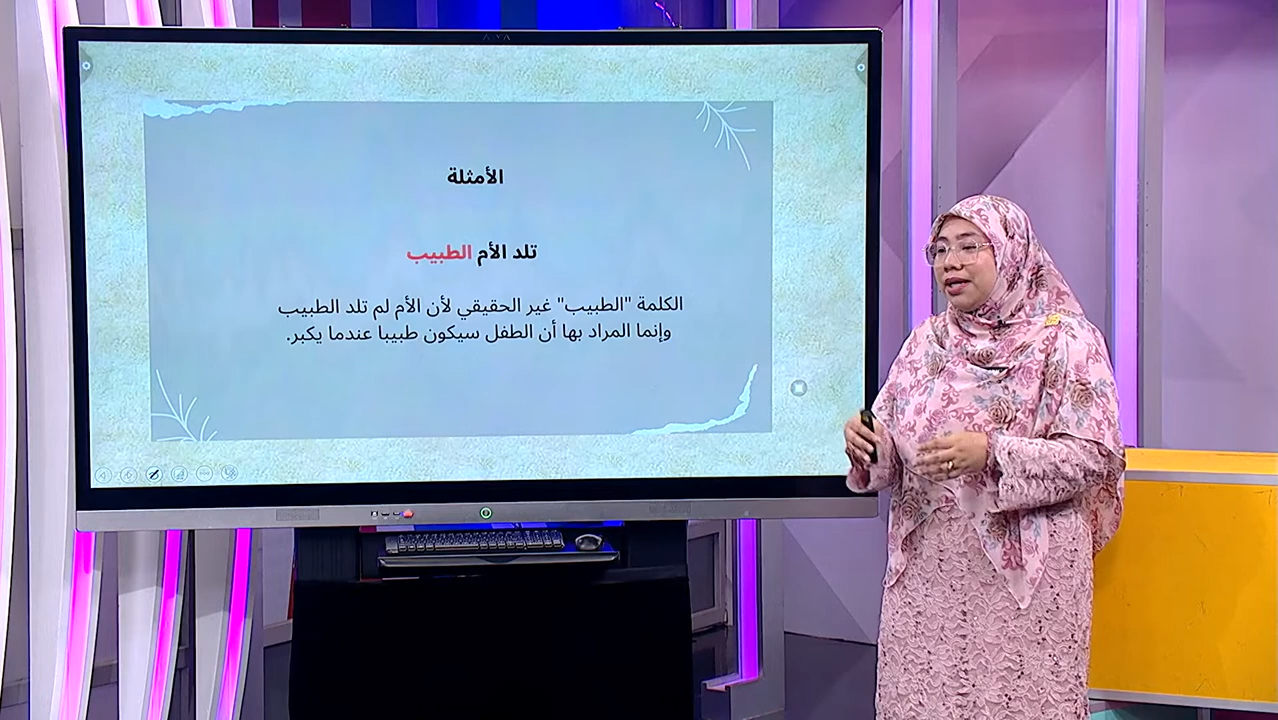 الأمثلة
تلد الأم الطبيب
الكلمة "الطبيب" غير الحقيقي لأن الأم لم تلد الطبيب
وإنما المراد بها أن الطفل سيكون طبيبا عندما يكبر.